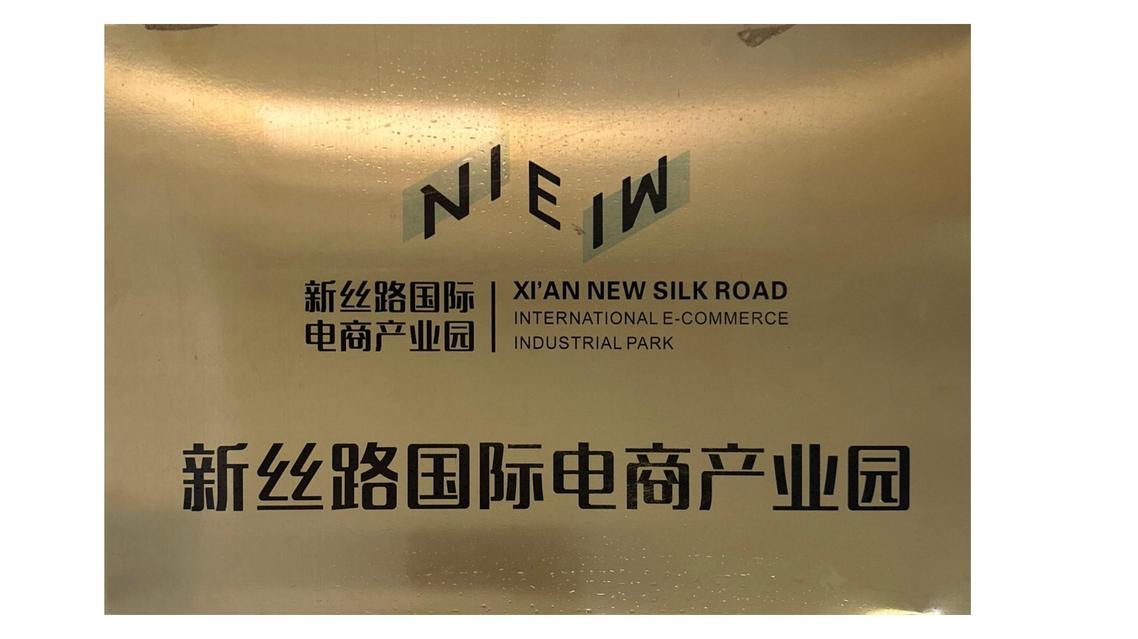 NIEIW
新丝路国际
电商产业园
XI'AN NEW SILK ROAD
INTERNATIONAL E-COMMERCE
INDUSTRIAL PARK
新丝路国际电商产业园